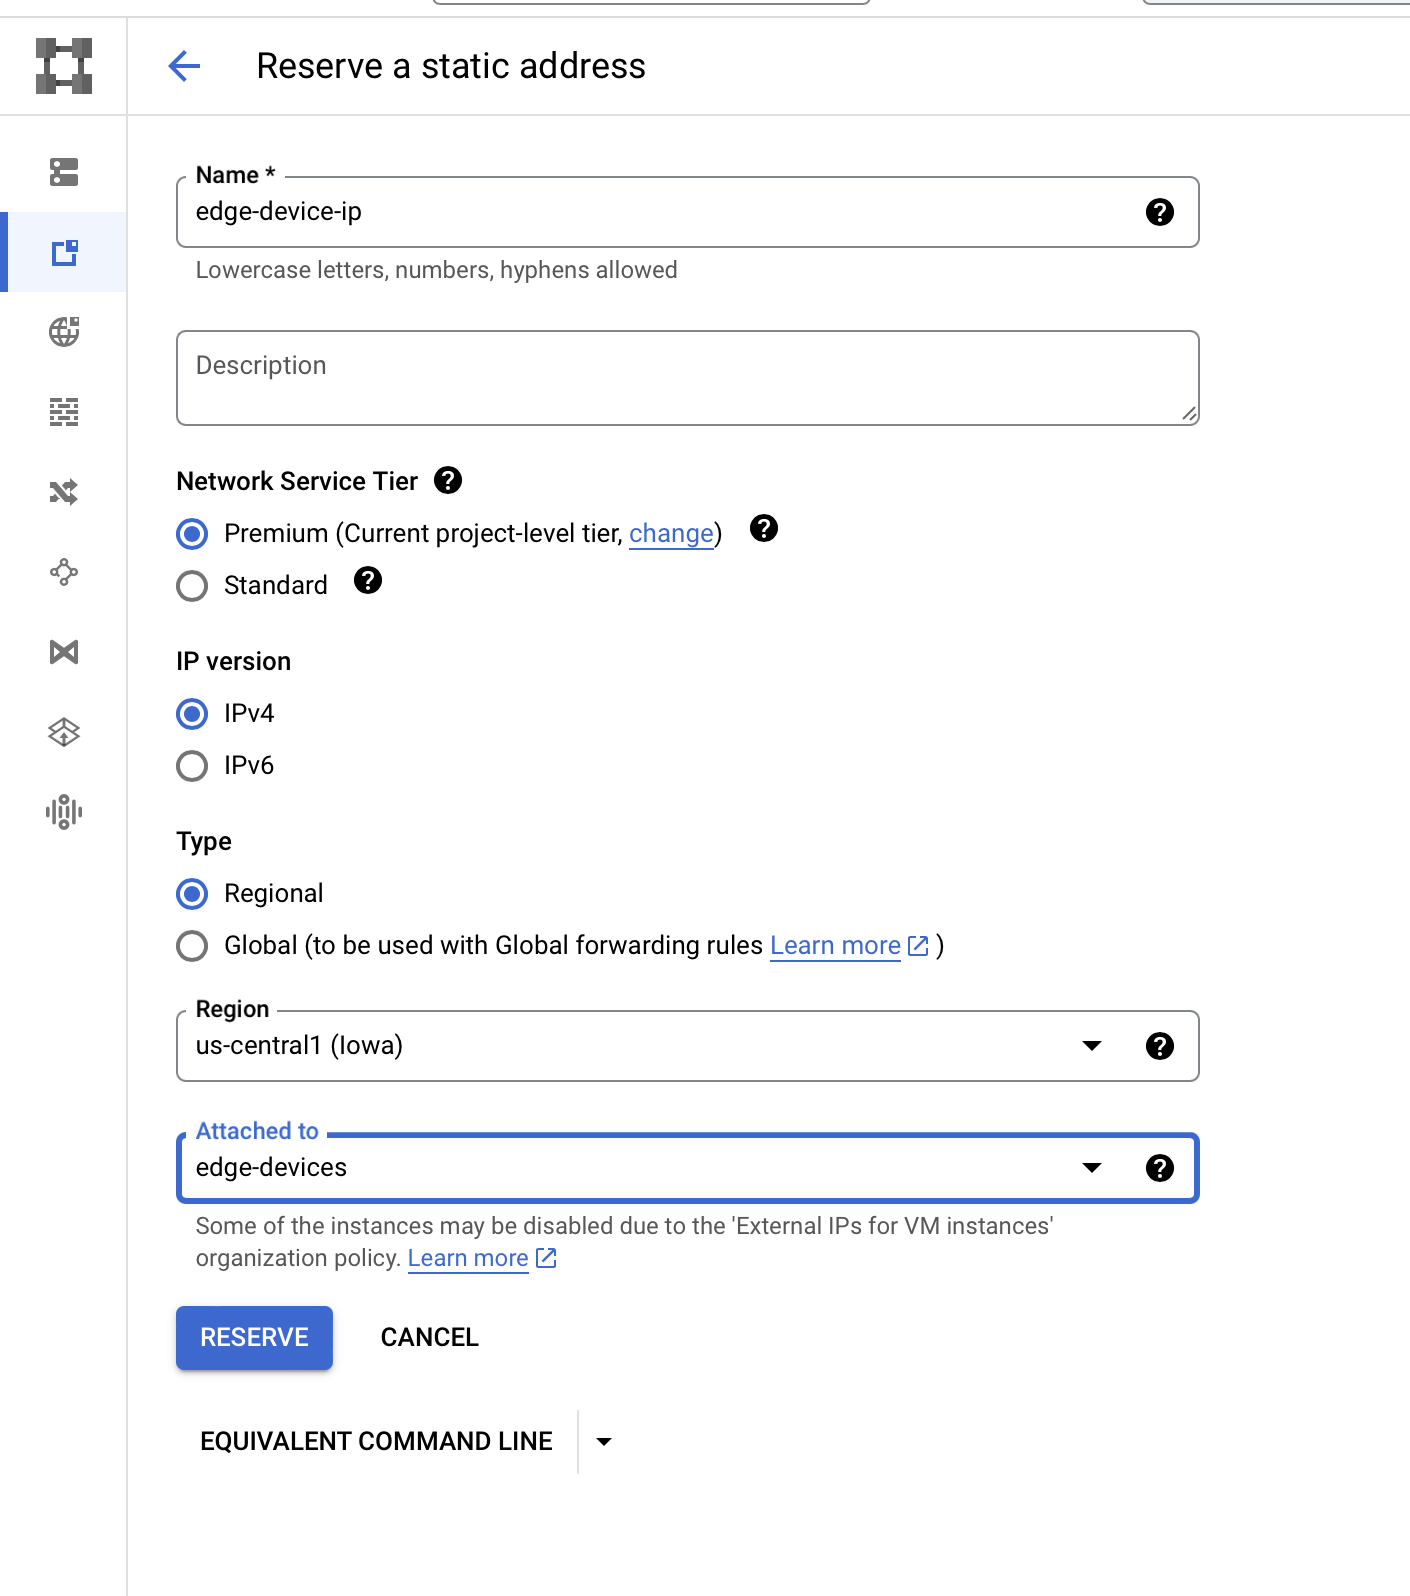 Reserve a static address
Name *
edge-device-ip
Lowercase letters, numbers, hyphens allowed
Description
Network Service Tier
Premium (Current project-level tier, change)
Standard
IP version
IPv4
IPv6
Type
Regional
Global (to be used with Global forwarding rules Learn more )
Region
us-central1 (Iowa)
Attached to
edge-devices
Some of the instances may be disabled due to the 'External IPs for VM instances'
organization policy. Learn more
RESERVE CANCEL
EQUIVALENT COMMAND LINE